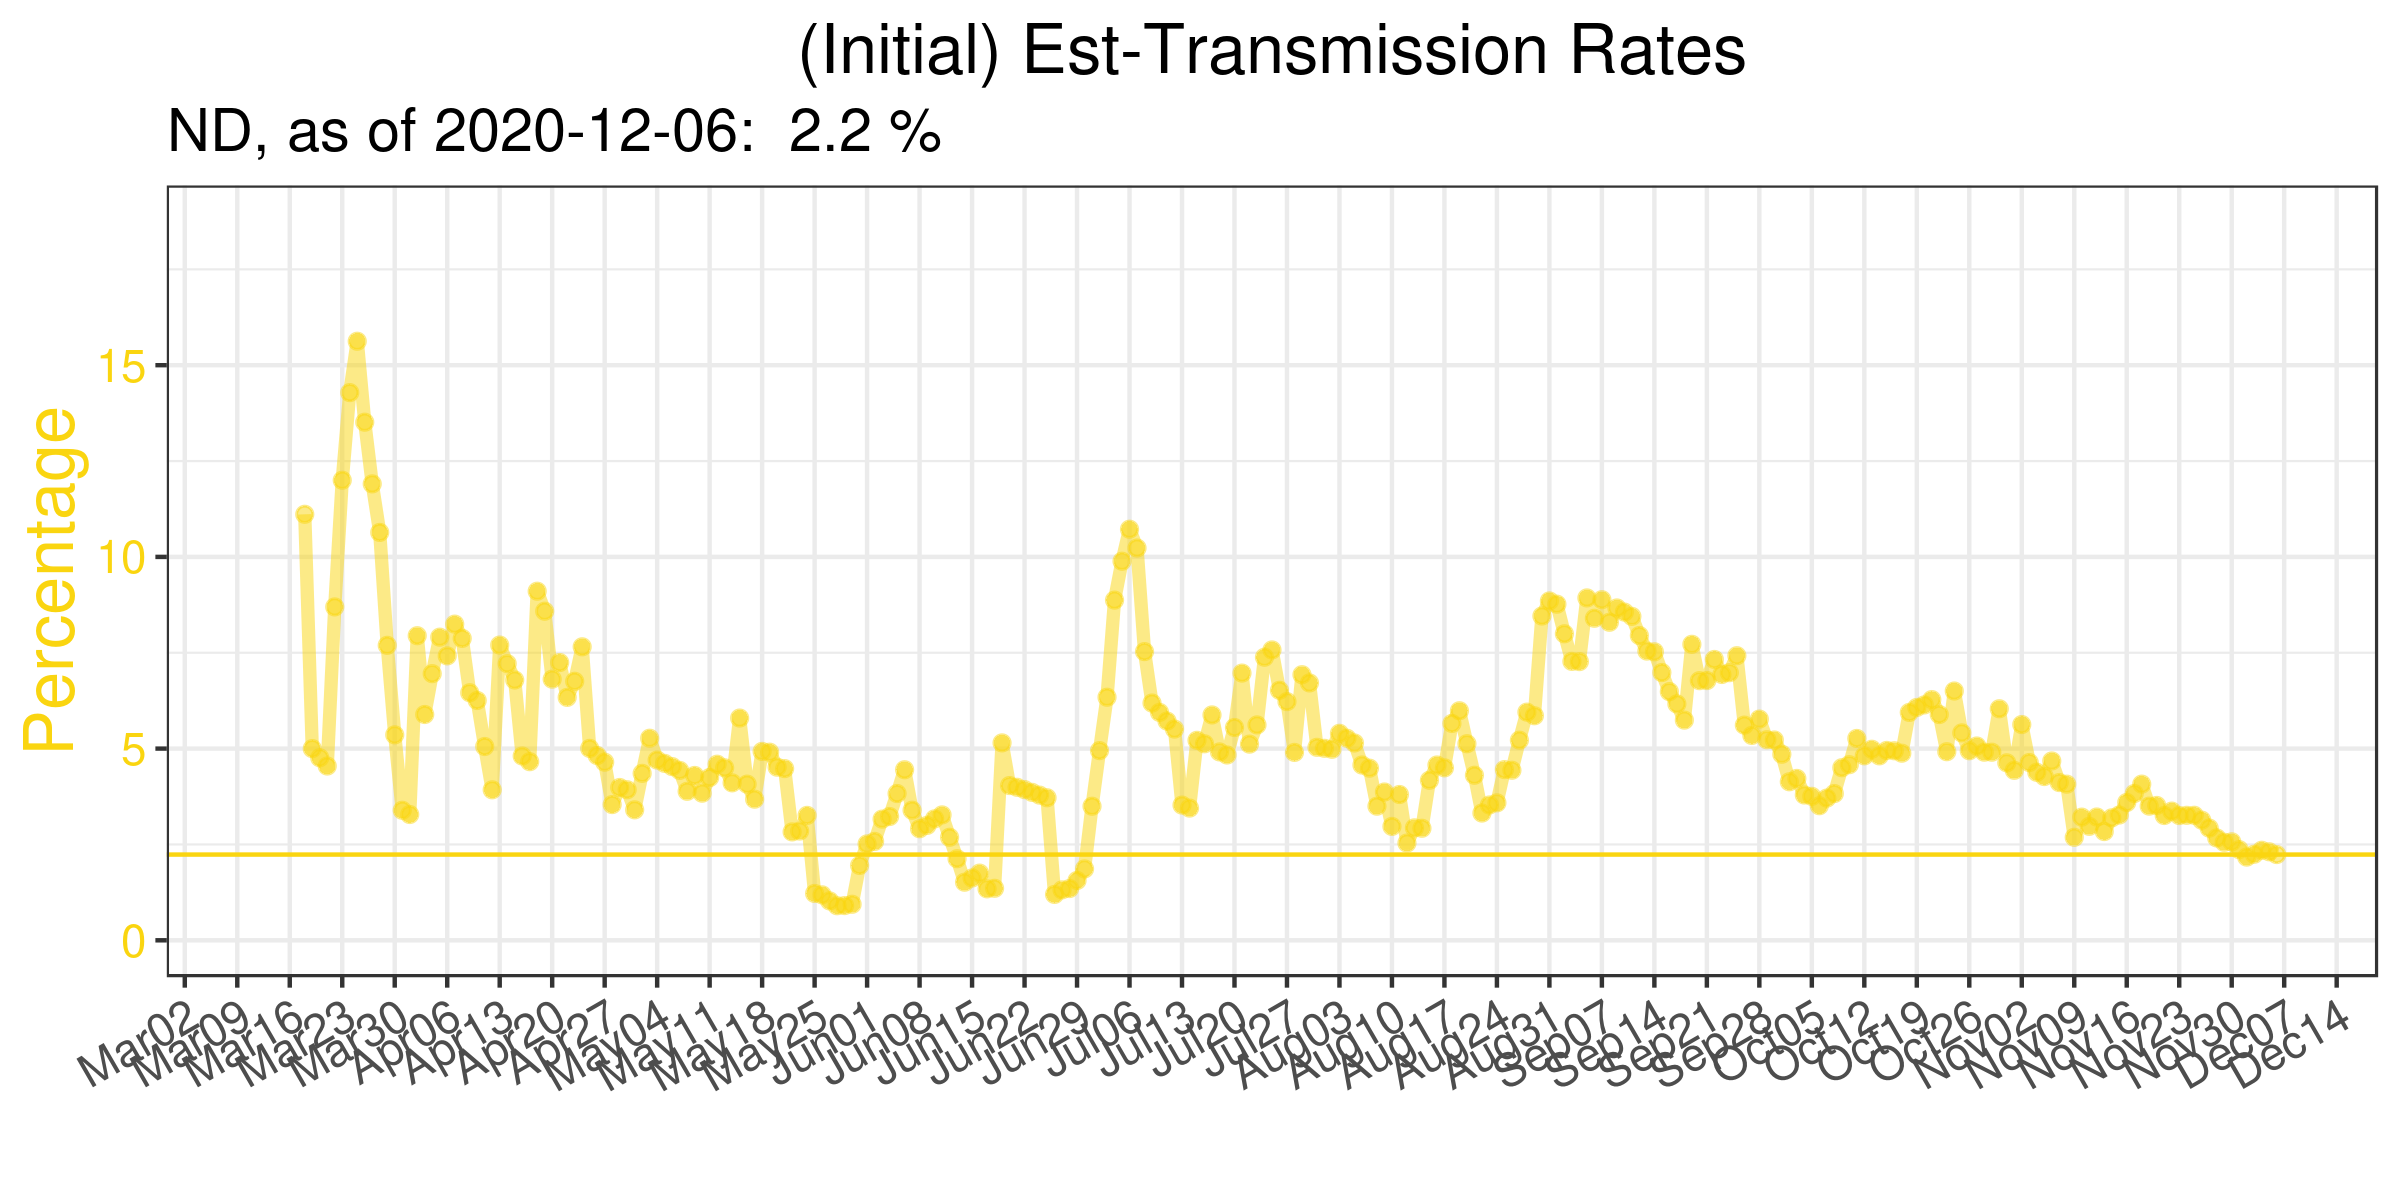 (Initial) Est-Transmission Rates
ND, as of 2020-12-06:  2.2 %
Percentage
15
10
5
0
Mar02
Mar09
Mar16
Mar23
Mar30
Apr06
Apr13
Apr20
Apr27
May04
May11
May18
May25
Jun01
Jun08
Jun15
Jun22
Jun29
Jul06
Jul13
Jul20
Jul27
Aug03
Aug10
Aug17
Aug24
Aug31
Sep07
Sep14
Sep21
Sep28
Oct05
Oct12
Oct19
Oct26
Nov02
Nov09
Nov16
Nov23
Nov30
Dec07
Dec14